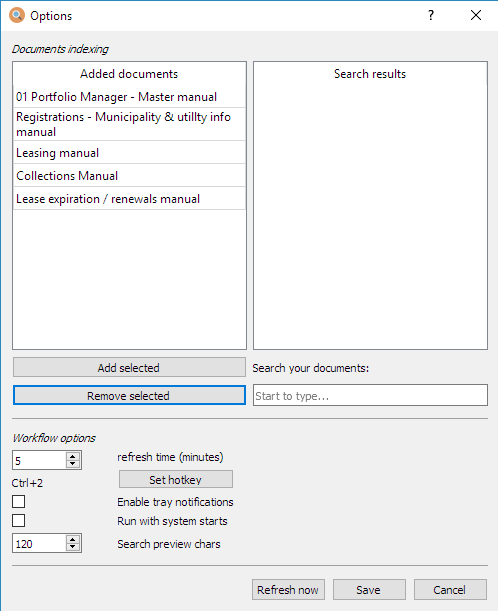 Options
?
Documents indexing
Added documents
Search results
01 Portfolio Manager - Master manual
Registrations - Municipality & utillty info
manual
Leasing manual
Collections Manual
Lease expiration / renewals manual
Add selected
Search your documents:
Remove selected
Start to type...
Workflow options
5
refresh time (minutes)
Ctrl+2
Set hotkey
Enable tray notifications
Run with system starts
120
Search preview chars
Refresh now
Save
Cancel